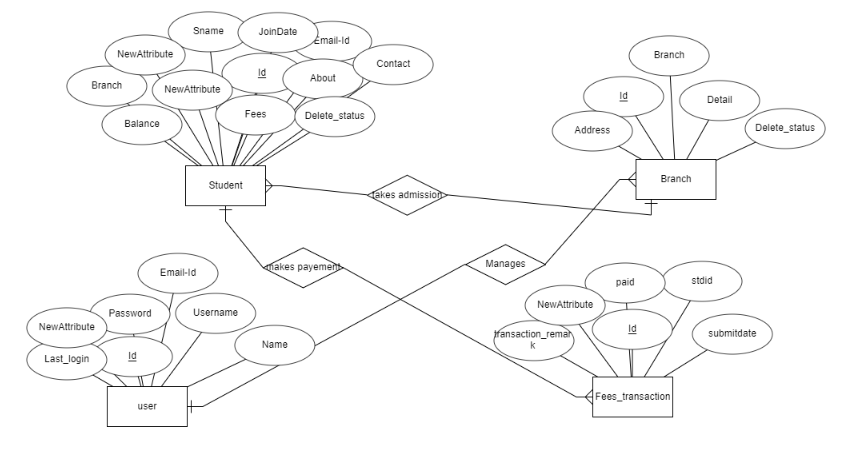 Sname
JoinDate
Email-Id
NewAttribute
Contact
Id
About
Branch
NewAttribute
Fees
Delete_status
Balance
Student
takes admission
Branch
Id
Detail
Address
Delete_status
Branch
makes payement
Manages
Email-Id
Password
Username
NewAttribute
Name
Last_login
Id
user
paid
stdid
NewAttribute
Id
transaction_remar
k
submitdate
Fees_transaction